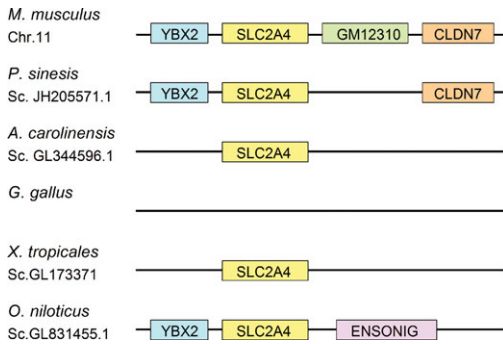 M. musculus
Chr.11 YBX2 SLC2A4 GM12310 CLDN7
P. sinesis
Sc. JH205571.1 YBX2 SLC2A4 CLDN7
A. carolinensis
Sc. GL344596.1 SLC2A4
G. gallus
X. tropicales
Sc.GL173371 SLC2A4
O. niloticus
Sc.GL831455.1 YBX2 SLC2A4 ENSONIG